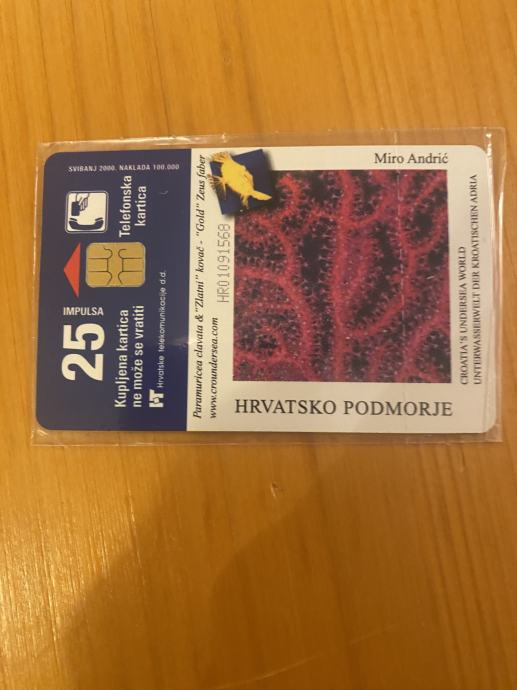 SVIBANJ 2000. NAKLADA 100.000
Telefonska
kartica
25
IMPULSA
Kupljena kartica
ne može se vratiti
HT Hrvatske telekomunikacije d.d.
Paramuricea clavata & "Zlatni" kovač - "Gold" Zeus faber
www.croundersea.com
HR01091568
Miro Andrić
HRVATSKO PODMORJE
CROATIA'S UNDERSEA WORLD
UNTERWASSERWELT DER KROATISCHEN ADRIA